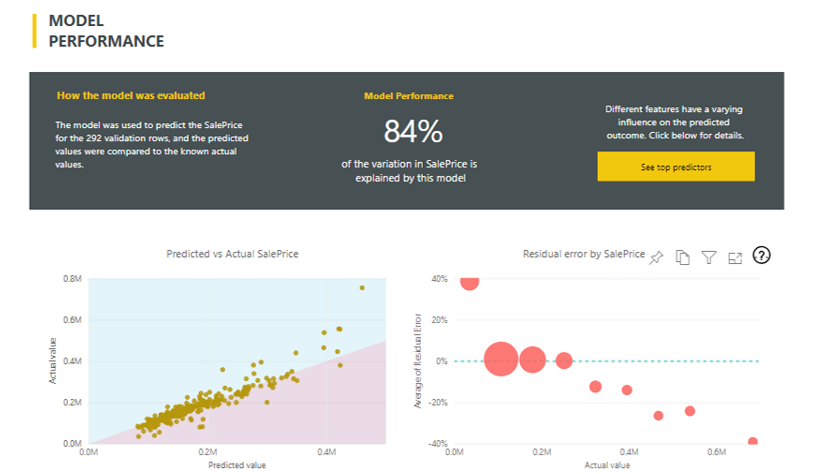 MODEL
PERFORMANCE
How the model was evaluated
The model was used to predict the SalePrice
for the 292 validation rows, and the predicted
values were compared to the known actual
values.
Model Performance
84%
of the variation in SalePrice is
explained by this model
Different features have a varying
influence on the predicted
outcome. Click below for details.
See top predictors
Predicted vs Actual SalePrice
Actual value
0.8M
0.6M
0.4M
0.2M
0.0M
0.0M
0.2M
0.4M
Predicted value
Residual error by SalePrice
?
Average of Residual Error
40%
20%
0%
-20%
-40%
0.0M
0.2M
0.4M
0.6M
Actual value